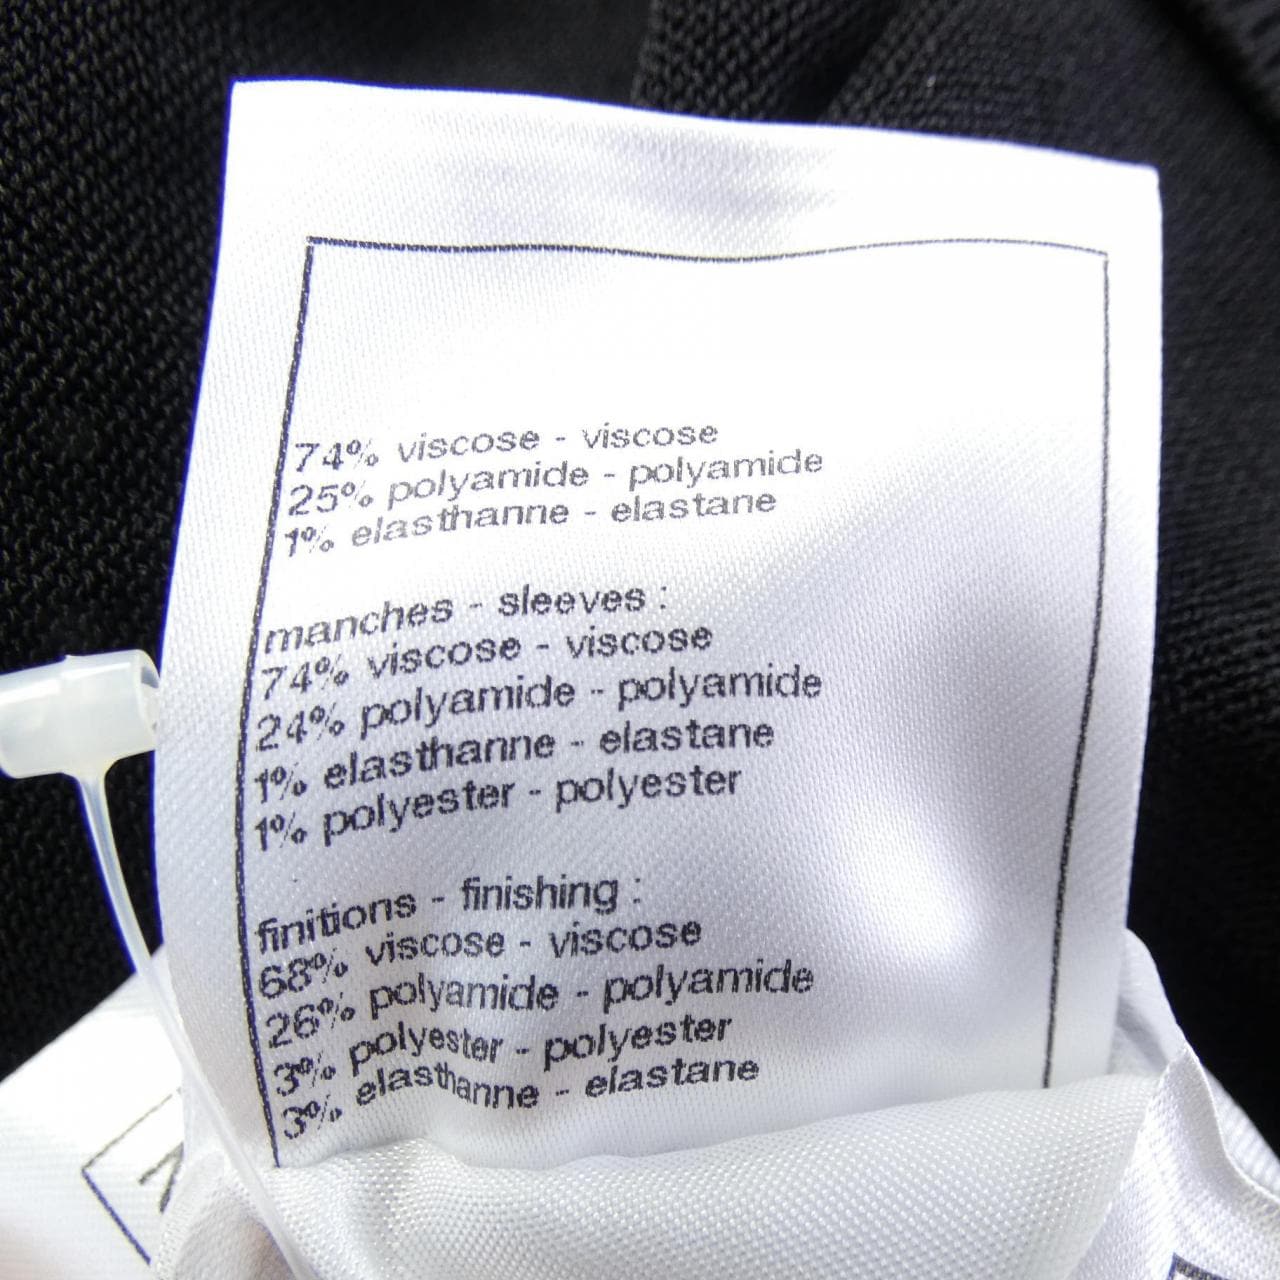 74% viscose - viscose
25% polyamide - polyamide
1% elasthanne - elastane
manches - sleeves :
74% viscose - viscose
24% polyamide - polyamide
1% elasthanne - elastane
1% polyester - polyester
finitions - finishing :
68% viscose - viscose
26% polyamide - polyamide
3% polyester - polyester
3% elasthanne - elastane